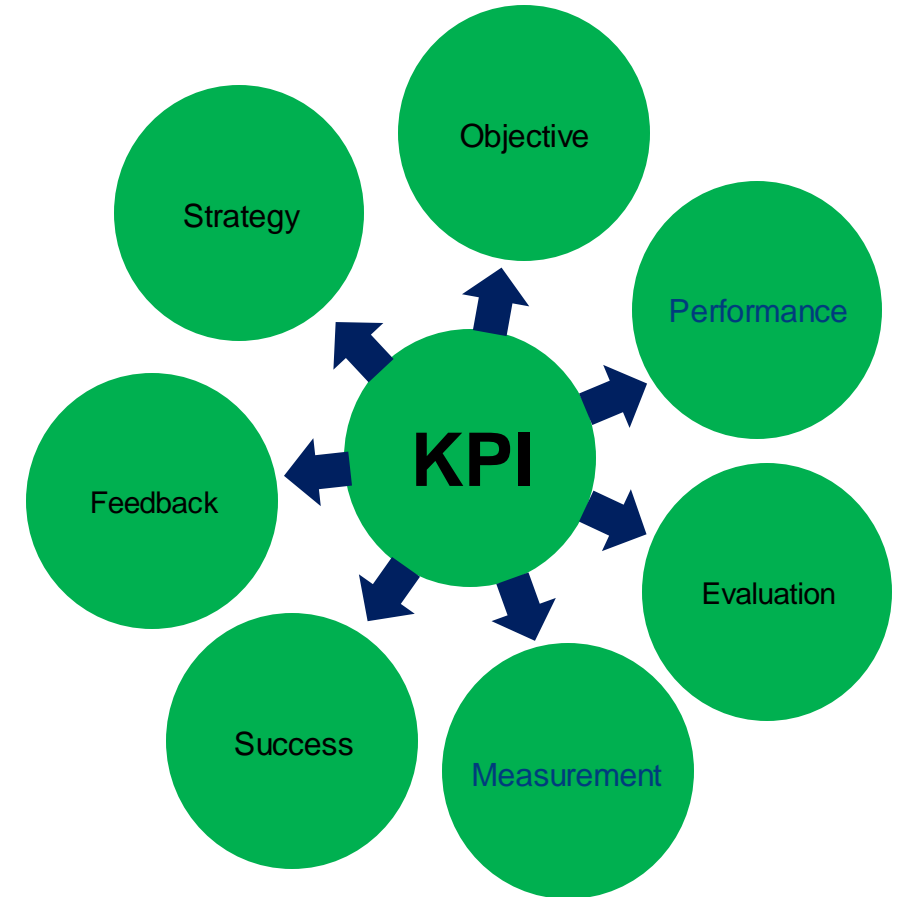 Objective
Strategy
Performance
KPI
Feedback
Evaluation
Success
Measurement